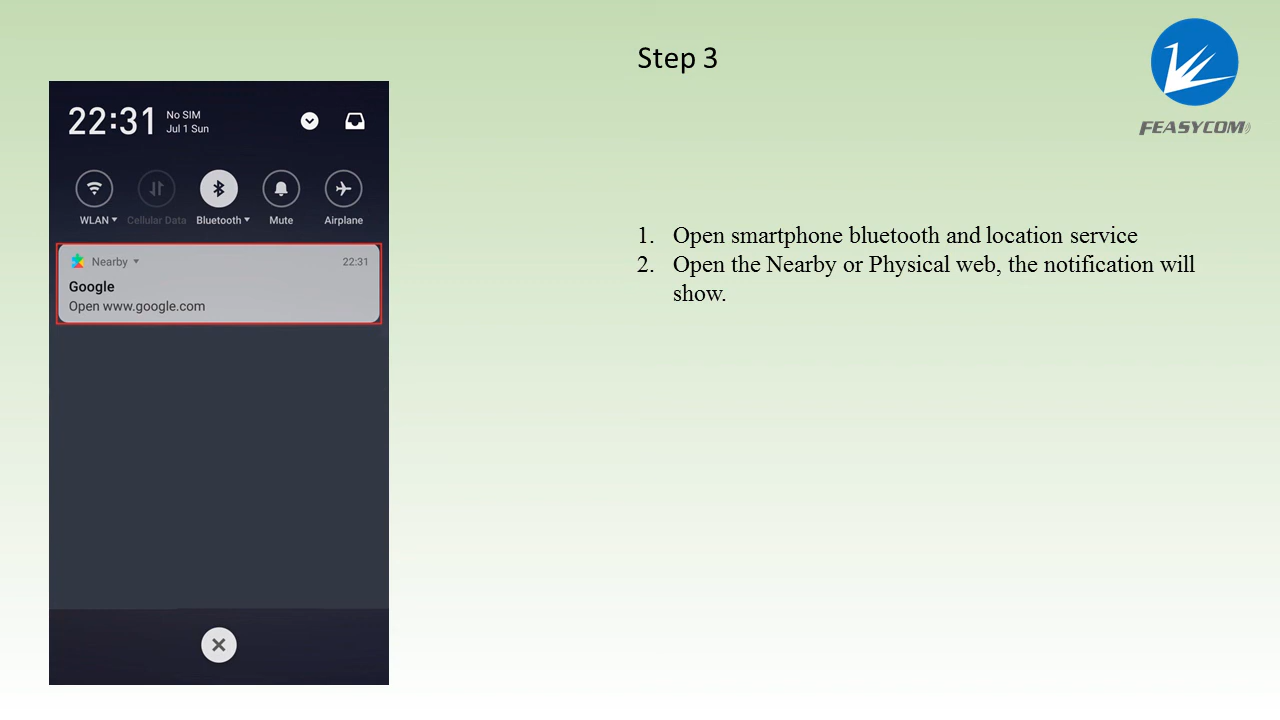 Step 3
FEASYCOM
22:31
No SIM
Jul 1 Sun
WLAN
Cellular Data
Bluetooth
Mute
Airplane
Nearby
22:31
Google
Open www.google.com
1. Open smartphone bluetooth and location service
2. Open the Nearby or Physical web, the notification will
show.